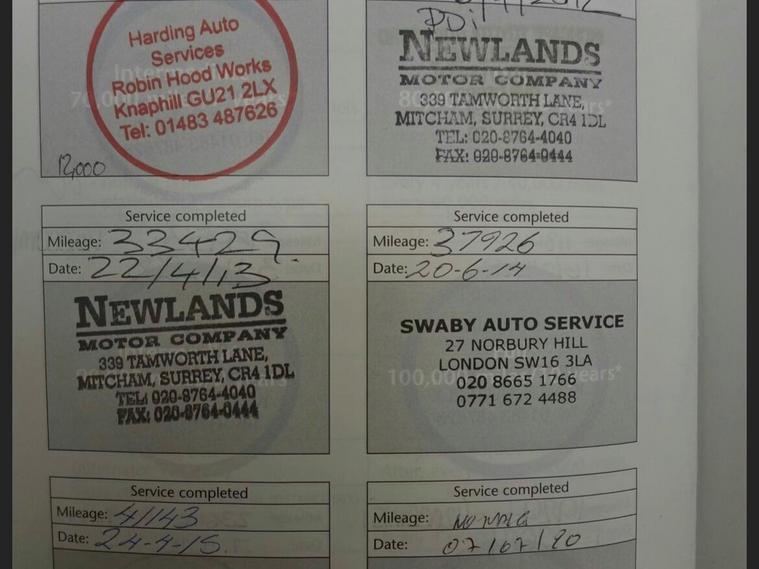 Harding Auto
Services
Robin Hood Works
Knaphill GU21 2LX
Tel: 01483 487626
12,000
PDi
NEWLANDS
MOTOR COMPANY
339 TAMWORTH LANE,
MITCHAM, SURREY, CR4 1DL
TEL: 020-8764-4040
FAX: 020-8764-0444
Service completed
Mileage: 33429.
Date: 22/4/13
NEWLANDS
MOTOR COMPANY
339 TAMWORTH LANE,
MITCHAM, SURREY, CR4 1DL
TEL: 020-8764-4040
FAX: 020-8764-0444
Service completed
Mileage: 37926
Date: 20-6-14
SWABY AUTO SERVICE
27 NORBURY HILL
LONDON SW16 3LA
020 8665 1766
0771 672 4488
Service completed
Mileage: 41143
Date: 24-4-15.
Service completed
Mileage:
Date: 07/07/20